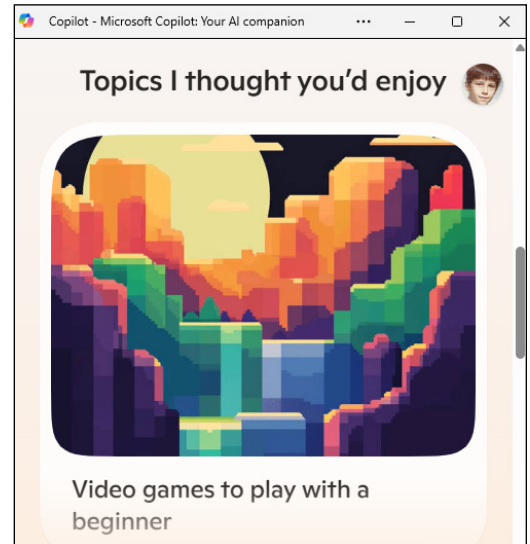 Copilot - Microsoft Copilot: Your AI companion
Topics I thought you’d enjoy
Video games to play with a
beginner